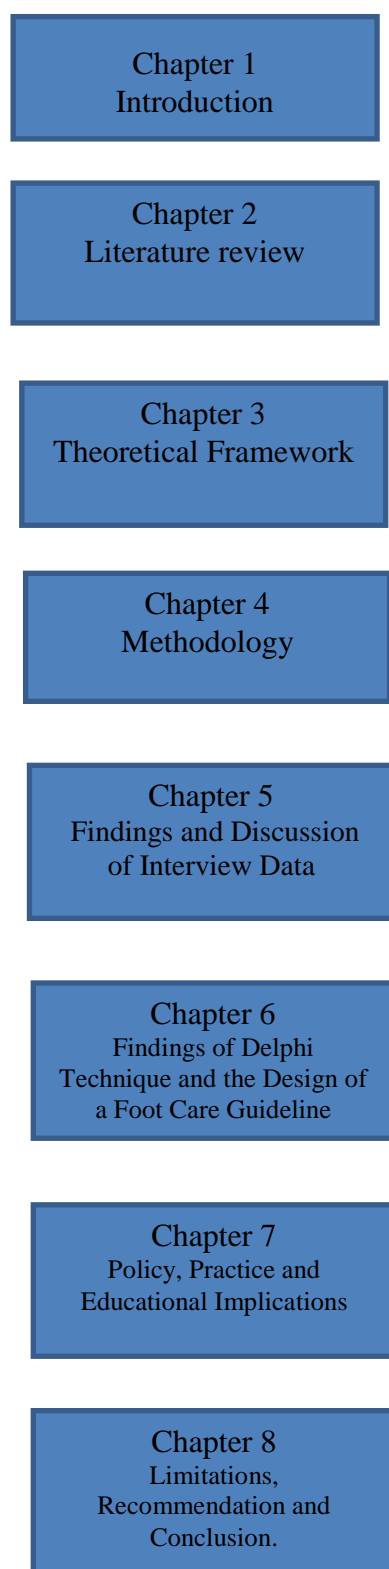 Chapter 1
Introduction
Chapter 2
Literature review
Chapter 3
Theoretical Framework
Chapter 4
Methodology
Chapter 5
Findings and Discussion
of Interview Data
Chapter 6
Findings of Delphi
Technique and the Design of
a Foot Care Guideline
Chapter 7
Policy, Practice and
Educational Implications
Chapter 8
Limitations,
Recommendation and
Conclusion.